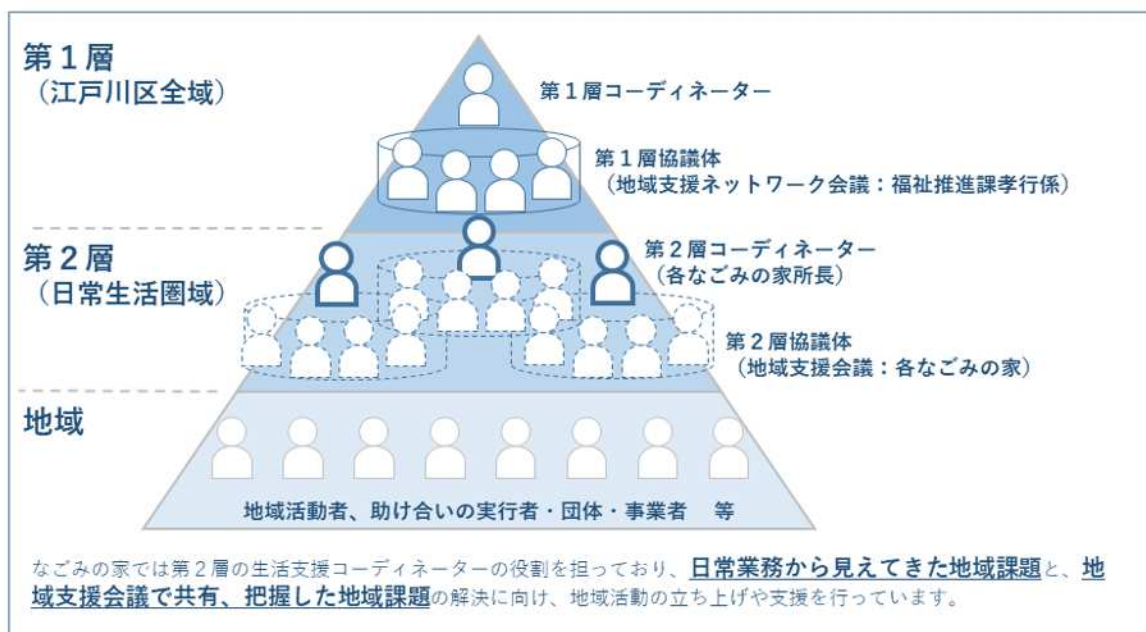 第１層
（江戸川区全域）
第１層コーディネーター
第１層協議体
（地域支援ネットワーク会議：福祉推進課孝行係）
第２層
（日常生活圏域）
第２層コーディネーター
（各なごみの家所長）
第２層協議体
（地域支援会議：各なごみの家）
地域
地域活動者、助け合いの実行者・団体・事業者　等
なごみの家では第２層の生活支援コーディネーターの役割を担っており、日常業務から見えてきた地域課題と、地
域支援会議で共有、把握した地域課題の解決に向け、地域活動の立ち上げや支援を行っています。